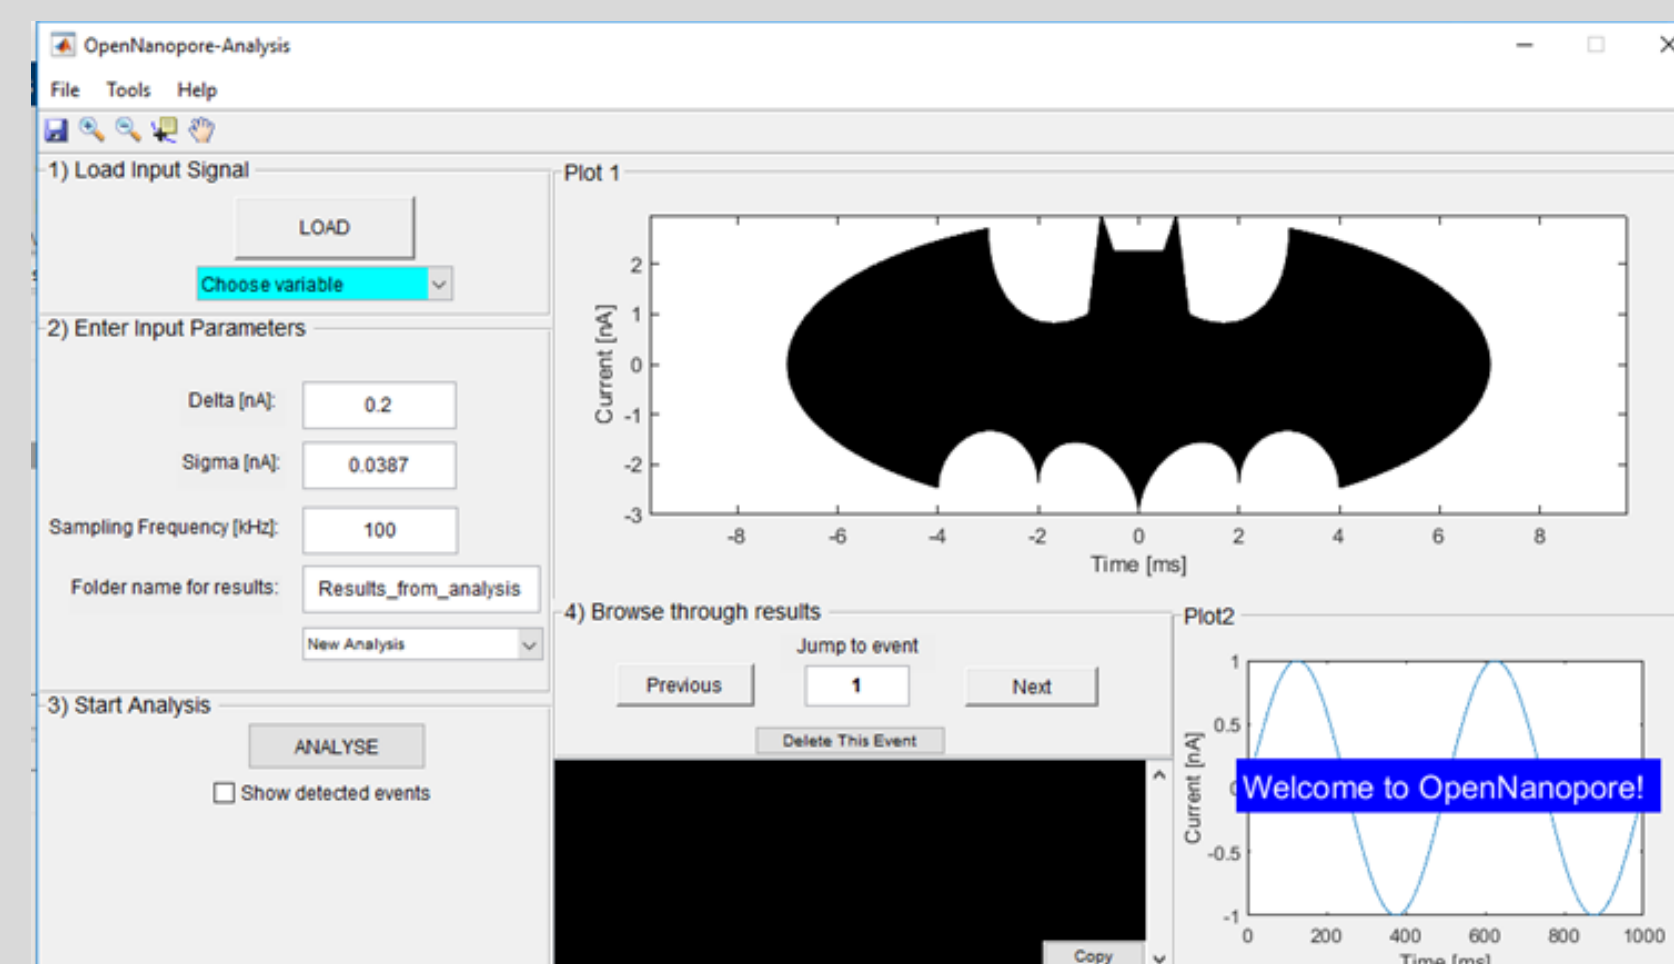 OpenNanopore-Analysis
File Tools Help
1) Load Input Signal
LOAD
Choose variable
2) Enter Input Parameters
Delta [nA]: 0.2
Sigma [nA]: 0.0387
Sampling Frequency [kHz]: 100
Folder name for results: Results_from_analysis
New Analysis
3) Start Analysis
ANALYSE
Show detected events
Plot 1
Current [nA]
2
1
0
-1
-2
-3
-8 -6 -4 -2 0 2 4 6 8
Time [ms]
4) Browse through results
Jump to event
Previous 1 Next
Delete This Event
Copy
Plot2
Current [nA]
1
0.5
Welcome to OpenNanopore!
-0.5
-1
0 200 400 600 800 1000
Time [ms]